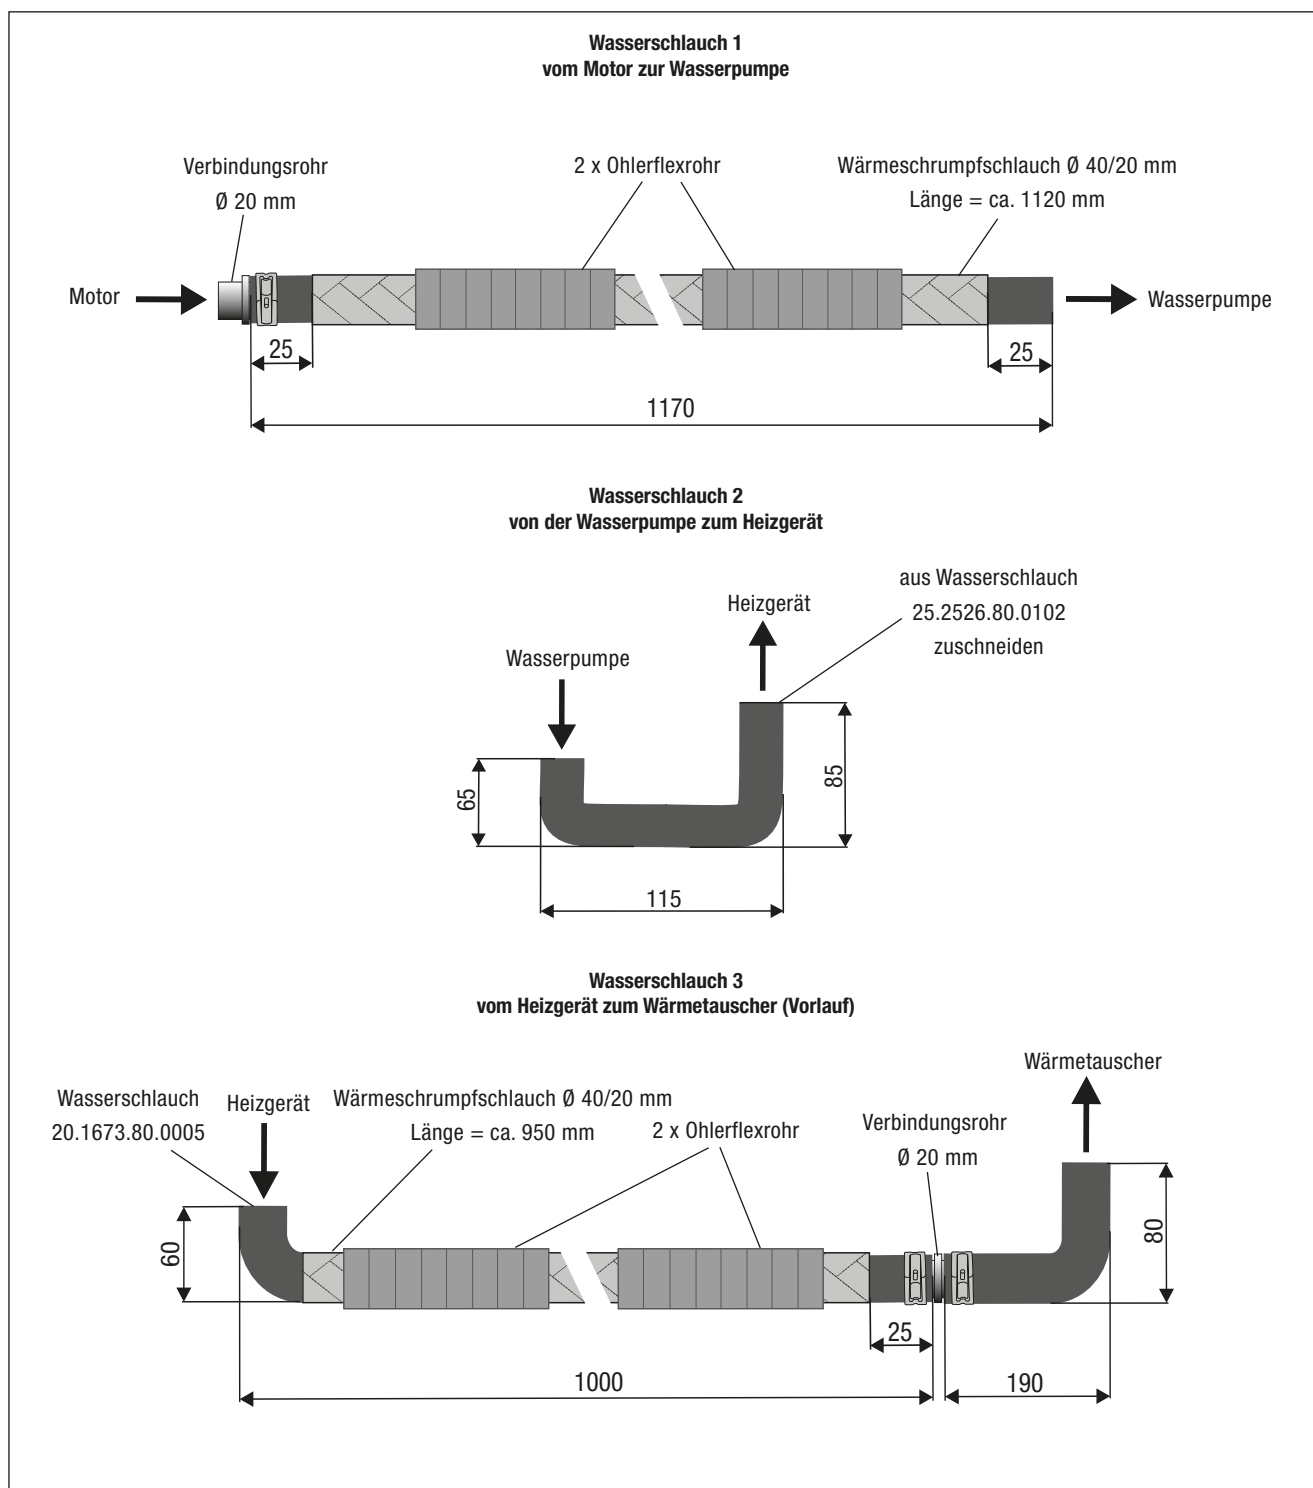 Wasserschlauch 1
vom Motor zur Wasserpumpe
Verbindungsrohr
Ø 20 mm
2 x Ohlerflexrohr
Wärmeschrumpfschlauch Ø 40/20 mm
Länge = ca. 1120 mm
Motor
Wasserpumpe
25
25
1170
Wasserschlauch 2
von der Wasserpumpe zum Heizgerät
aus Wasserschlauch
25.2526.80.0102
zuschneiden
Heizgerät
Wasserpumpe
65
85
115
Wasserschlauch 3
vom Heizgerät zum Wärmetauscher (Vorlauf)
Wärmetauscher
Wasserschlauch
20.1673.80.0005
Heizgerät
Wärmeschrumpfschlauch Ø 40/20 mm
Länge = ca. 950 mm
2 x Ohlerflexrohr
Verbindungsrohr
Ø 20 mm
60
80
25
1000
190